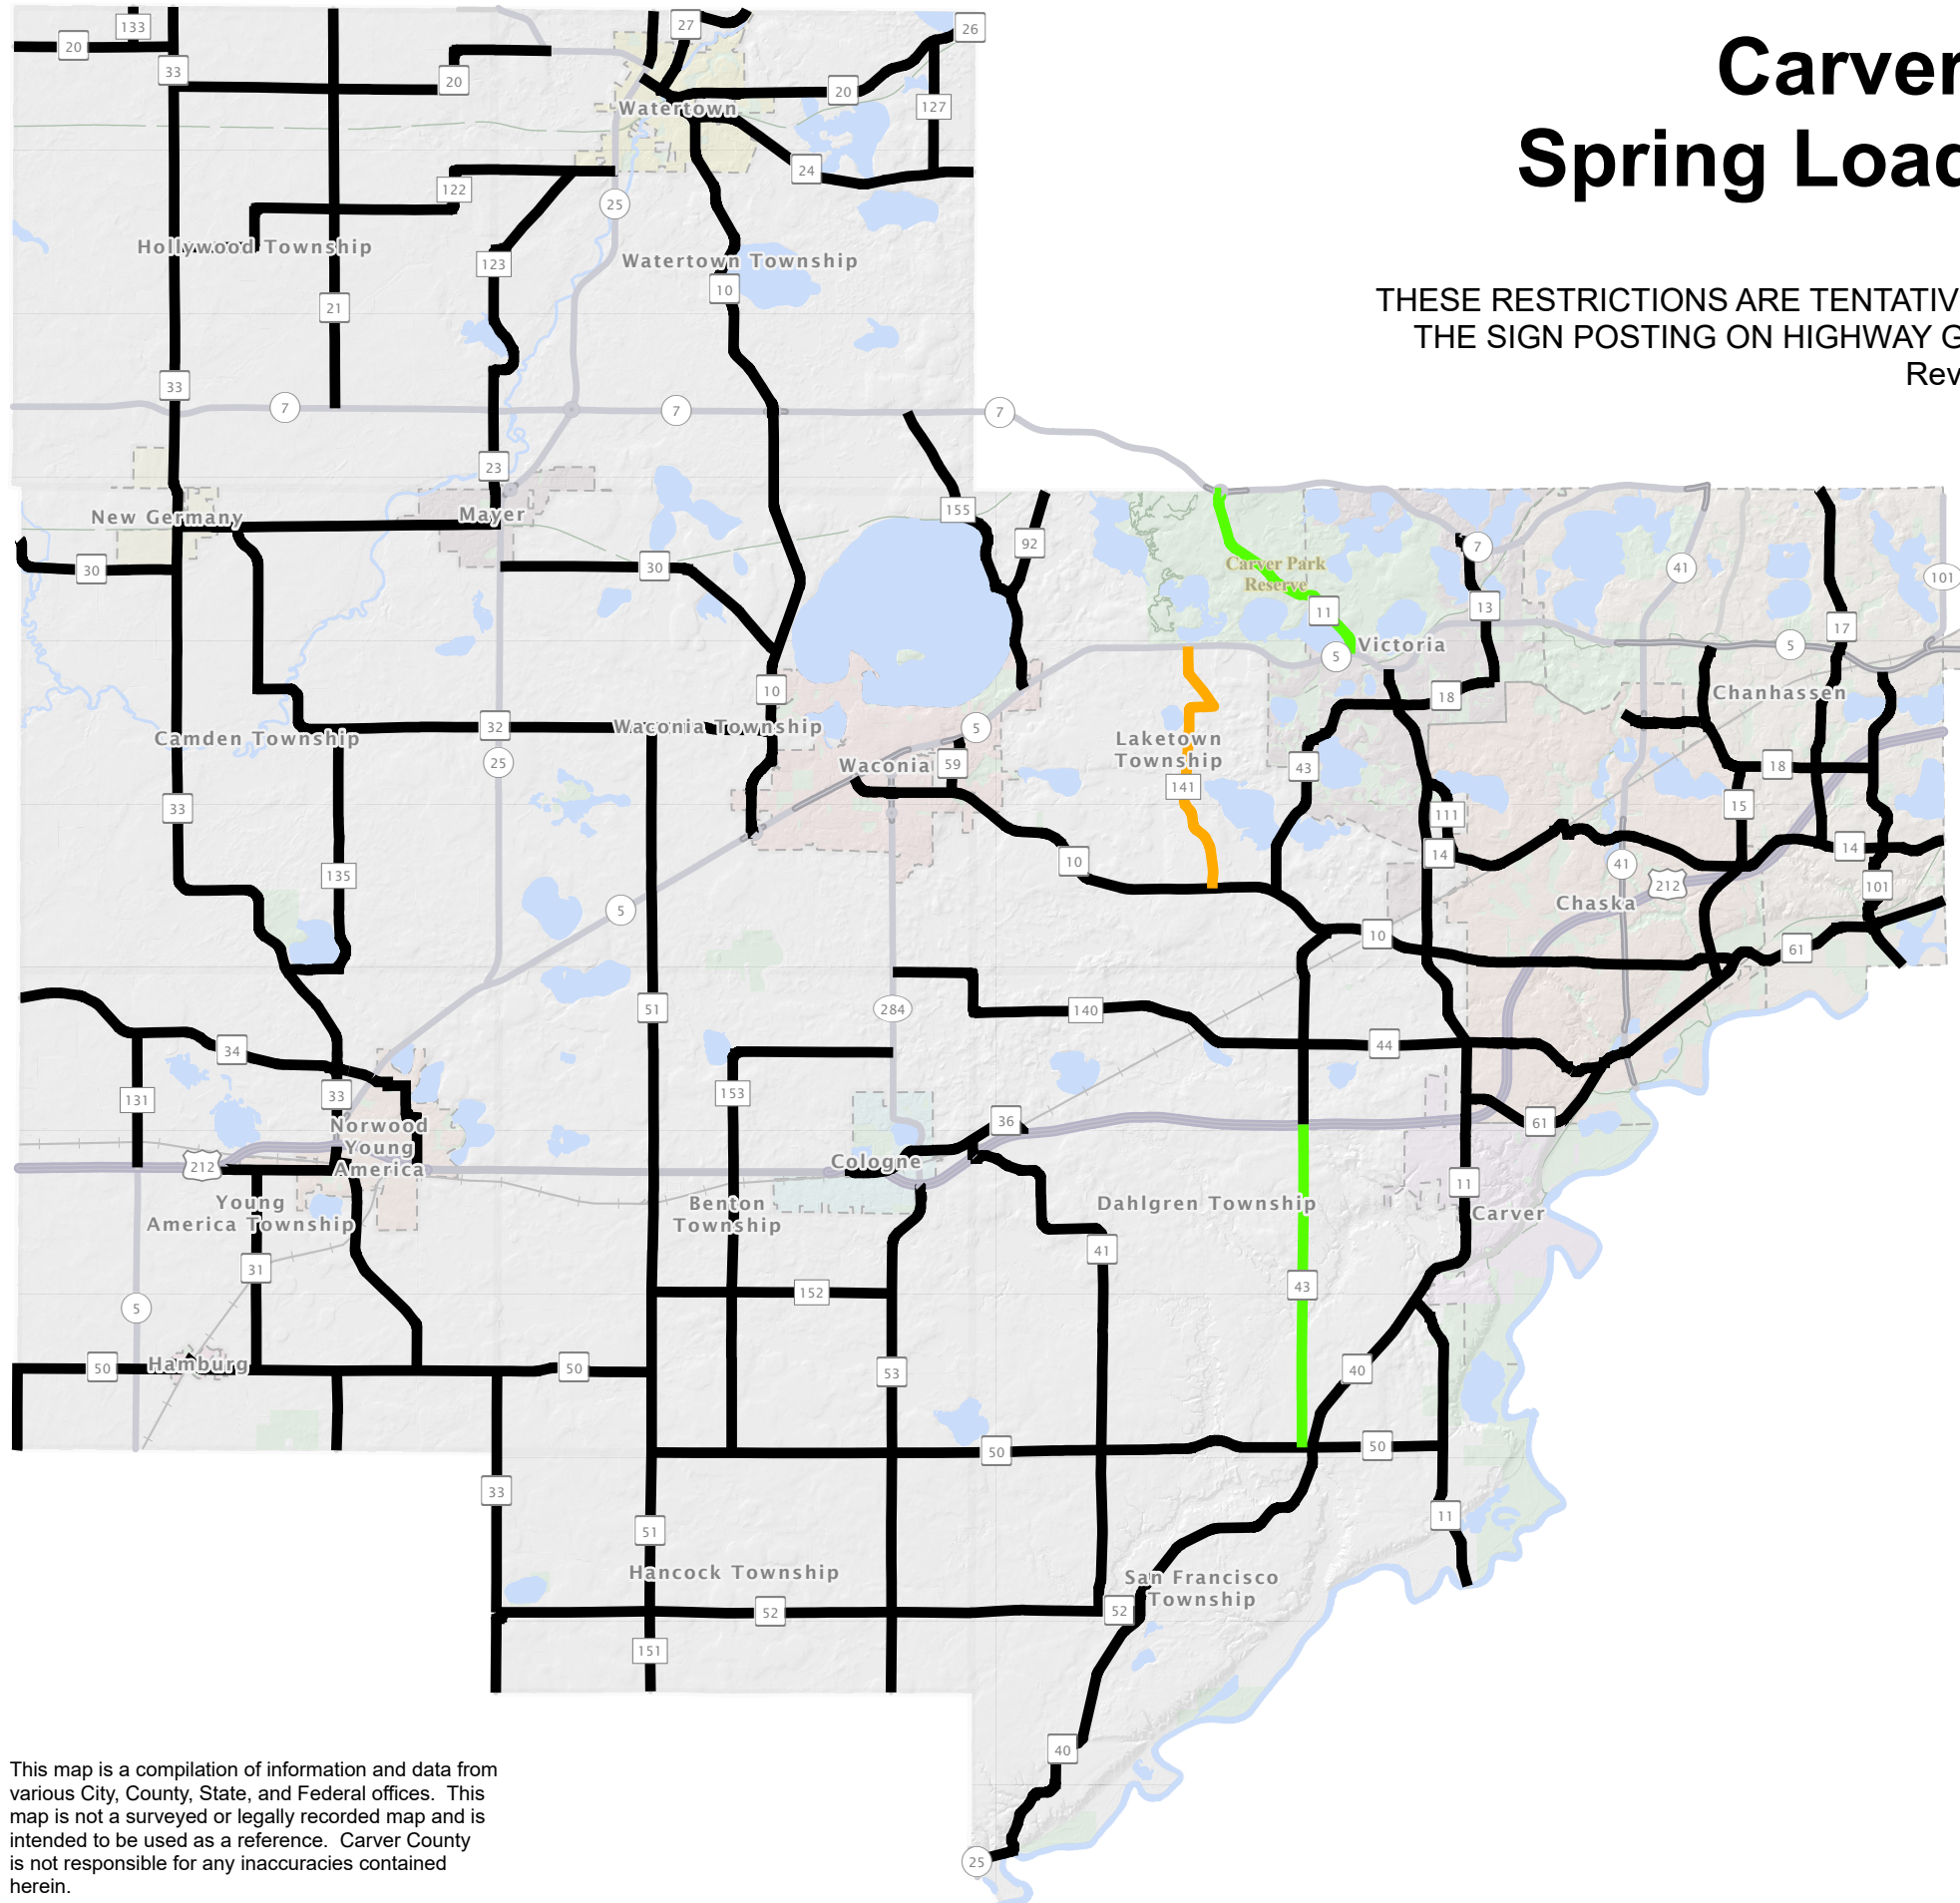 Carver
Spring Load
THESE RESTRICTIONS ARE TENTATIV
THE SIGN POSTING ON HIGHWAY G
Rev
133
27
26
20
33
20
20
Watertown
127
24
122
25
Hollywood Township
123
Watertown Township
10
21
33
7
7
7
23
New Germany
Mayer
155
92
30
30
Carver Park
Reserve
7
41
101
13
11
17
5
Victoria
5
10
18
Chanhassen
32
Waconia Township
5
Camden Township
25
Laketown
Township
Waconia
59
43
18
141
33
15
111
14
14
10
41
135
212
101
5
Chaska
10
61
51
284
140
34
44
153
131
33
36
61
Norwood
Young
America
212
Cologne
11
Young
America Township
Benton
Township
Dahlgren Township
Carver
41
31
43
152
5
Hamburg
50
50
53
40
50
50
33
11
51
Hancock Township
San Francisco
Township
52
52
151
40
25
This map is a compilation of information and data from
various City, County, State, and Federal offices.  This
map is not a surveyed or legally recorded map and is
intended to be used as a reference.  Carver County
is not responsible for any inaccuracies contained
herein.